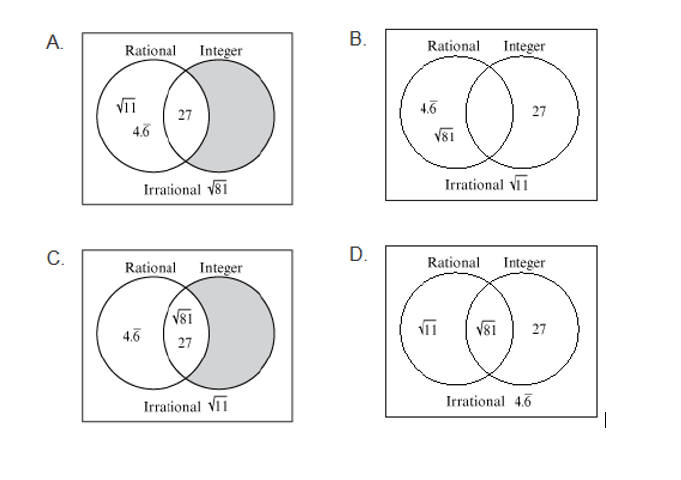 A.
Rational Integer
√11
4.6̅
27
Irrational √81
B.
Rational Integer
4.6̅
√81
27
Irrational √11
C.
Rational Integer
4.6̅
√81
27
Irrational √11
D.
Rational Integer
√11
√81
27
Irrational 4.6̅